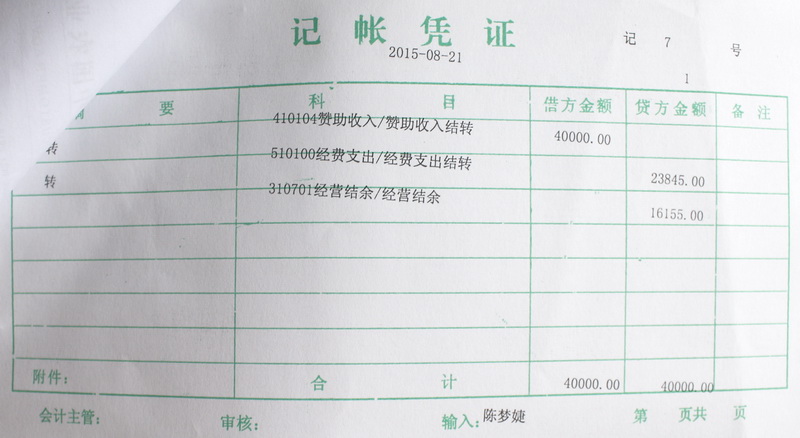 记帐凭证
2015-08-21
记 7 号
1
要 科目 借方金额 贷方金额 备注
转 410104赞助收入/赞助收入结转 40000.00
转 510100经费支出/经费支出结转 23845.00
310701经营结余/经营结余 16155.00
附件： 合计 40000.00 40000.00
会计主管： 审核： 输入：陈梦婕 第 页共 页